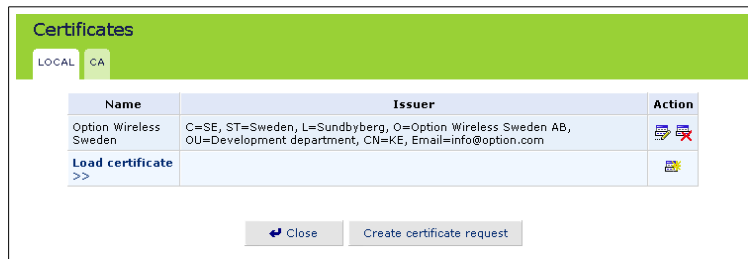 Certificates
LOCAL CA
Name Issuer Action
Option Wireless C=SE, ST=Sweden, L=Sundbyberg, O=Option Wireless Sweden AB,
Sweden OU=Development department, CN=KE, Email=info@option.com
Load certificate
>>
Close Create certificate request